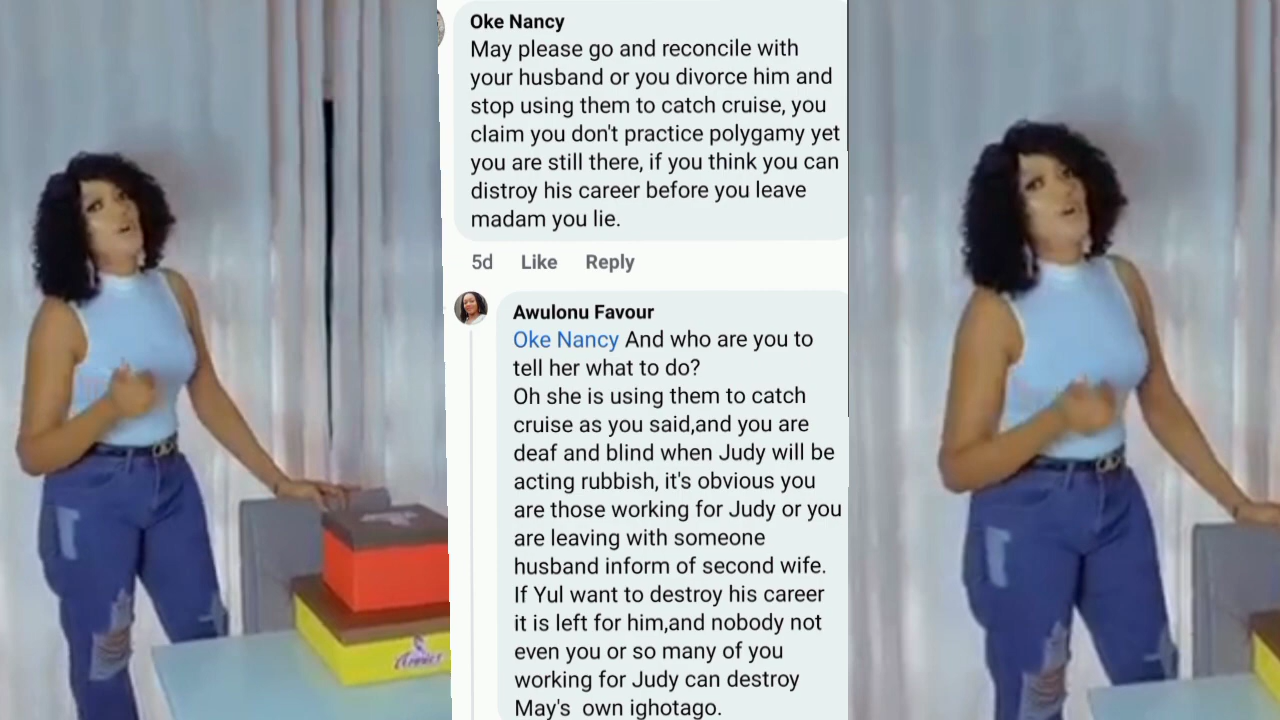 Oke Nancy
May please go and reconcile with
your husband or you divorce him and
stop using them to catch cruise, you
claim you don't practice polygamy yet
you are still there, if you think you can
distroy his career before you leave
madam you lie.
5d Like Reply
Awulonu Favour
Oke Nancy And who are you to
tell her what to do?
Oh she is using them to catch
cruise as you said,and you are
deaf and blind when Judy will be
acting rubbish, it's obvious you
are those working for Judy or you
are leaving with someone
husband inform of second wife.
If Yul want to destroy his career
it is left for him,and nobody not
even you or so many of you
working for Judy can destroy
May's own ighotago.